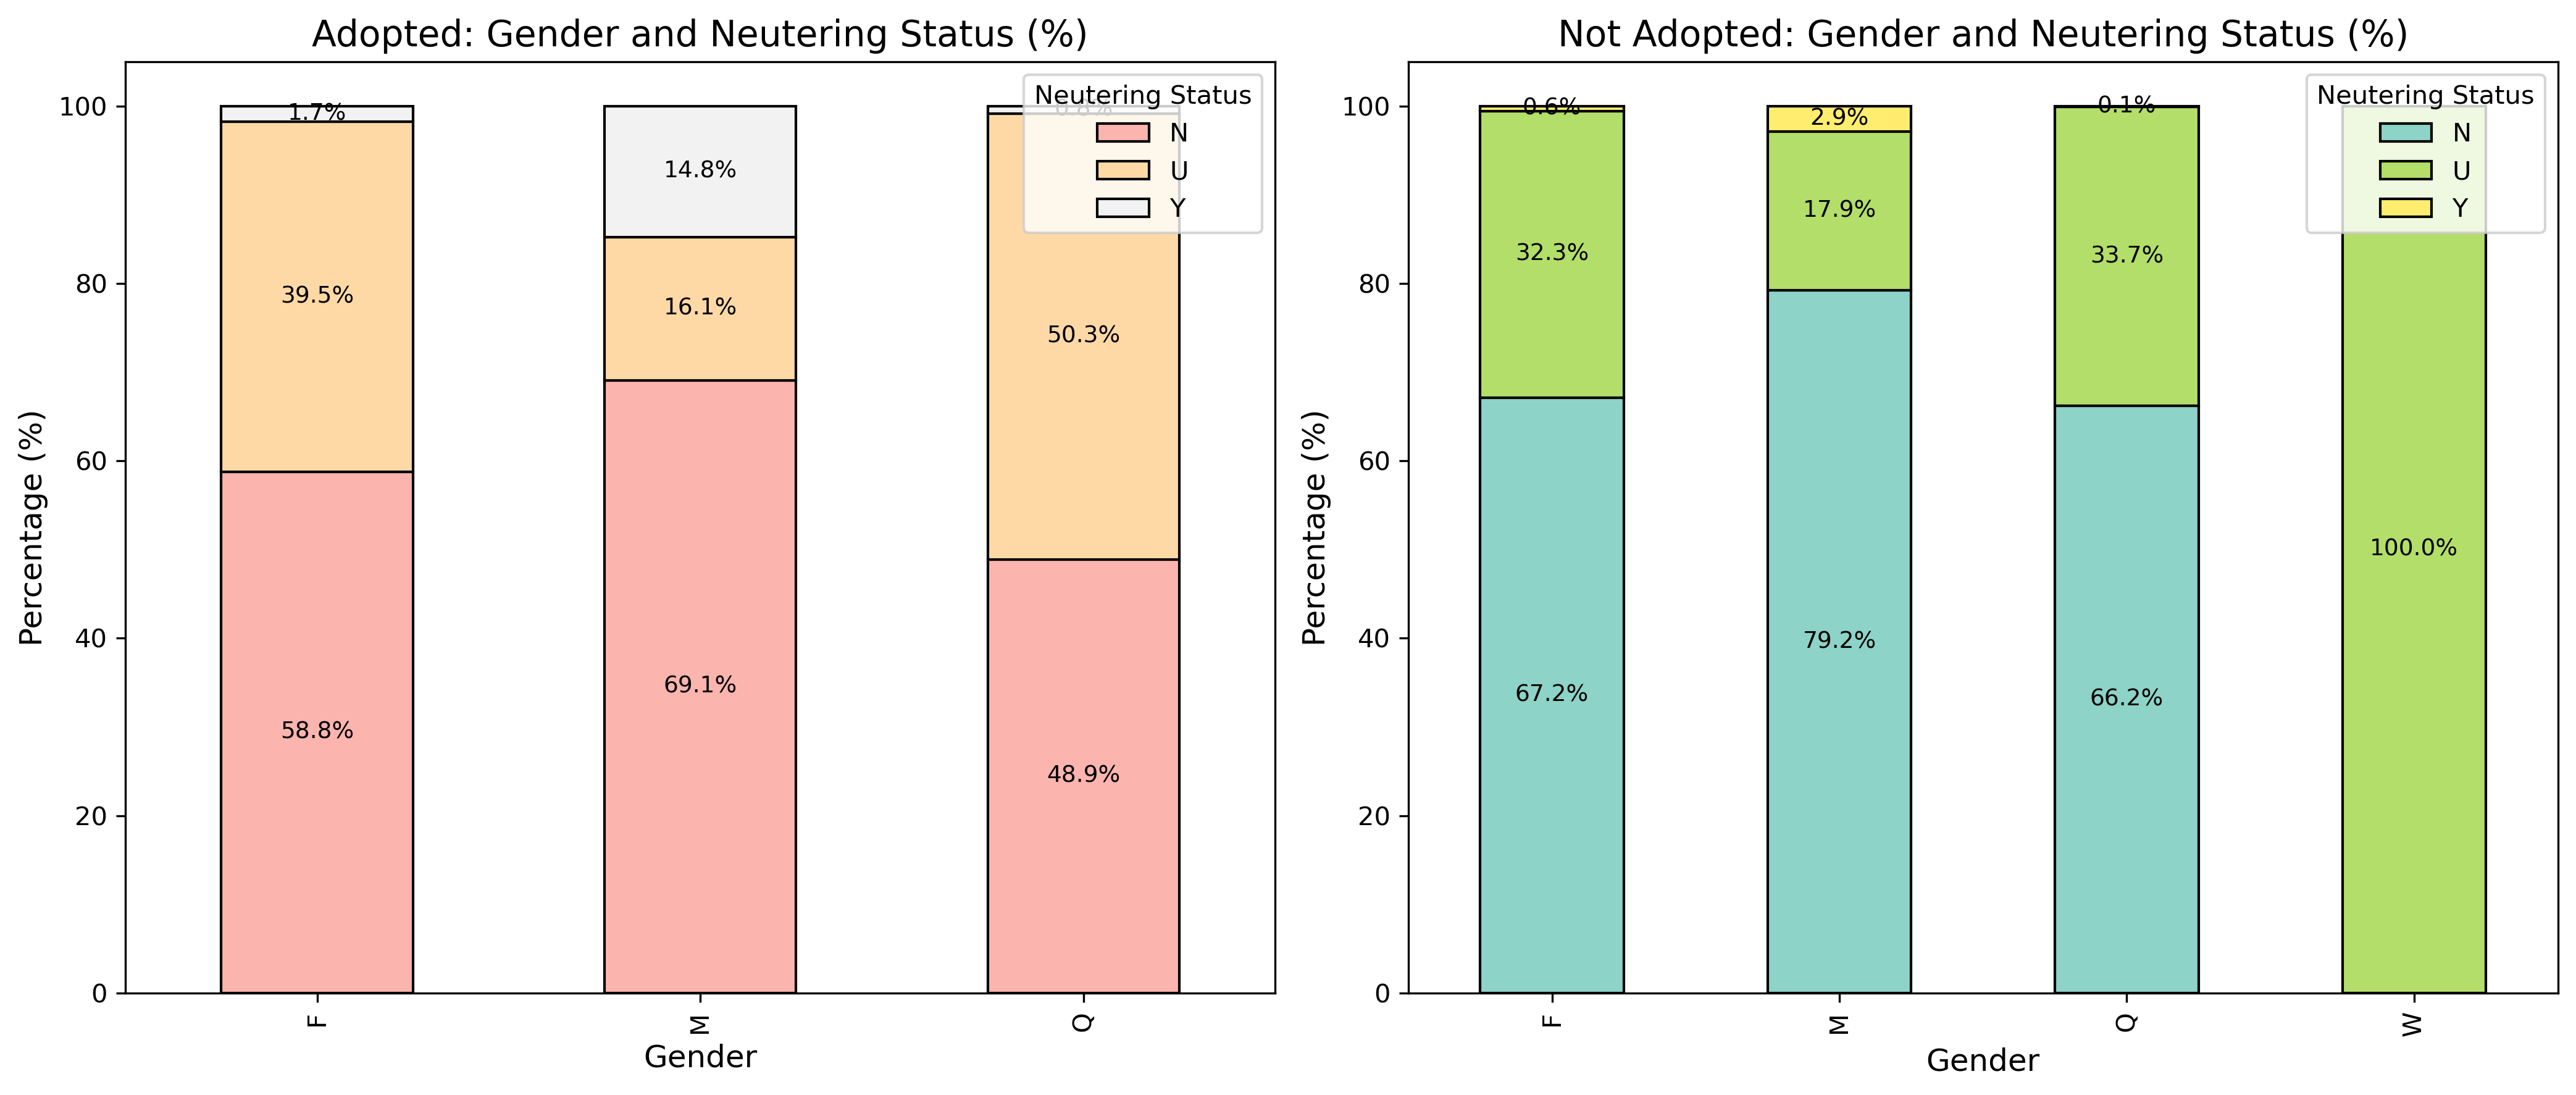 Adopted: Gender and Neutering Status (%)
Percentage (%)
100
80
60
40
20
0
1.7%
39.5%
58.8%
14.8%
16.1%
69.1%
0.8%
50.3%
48.9%
Neutering Status
N
U
Y
F
M
Q
Gender
Not Adopted: Gender and Neutering Status (%)
Percentage (%)
100
80
60
40
20
0
0.6%
32.3%
67.2%
2.9%
17.9%
79.2%
0.1%
33.7%
66.2%
100.0%
Neutering Status
N
U
Y
F
M
Q
W
Gender